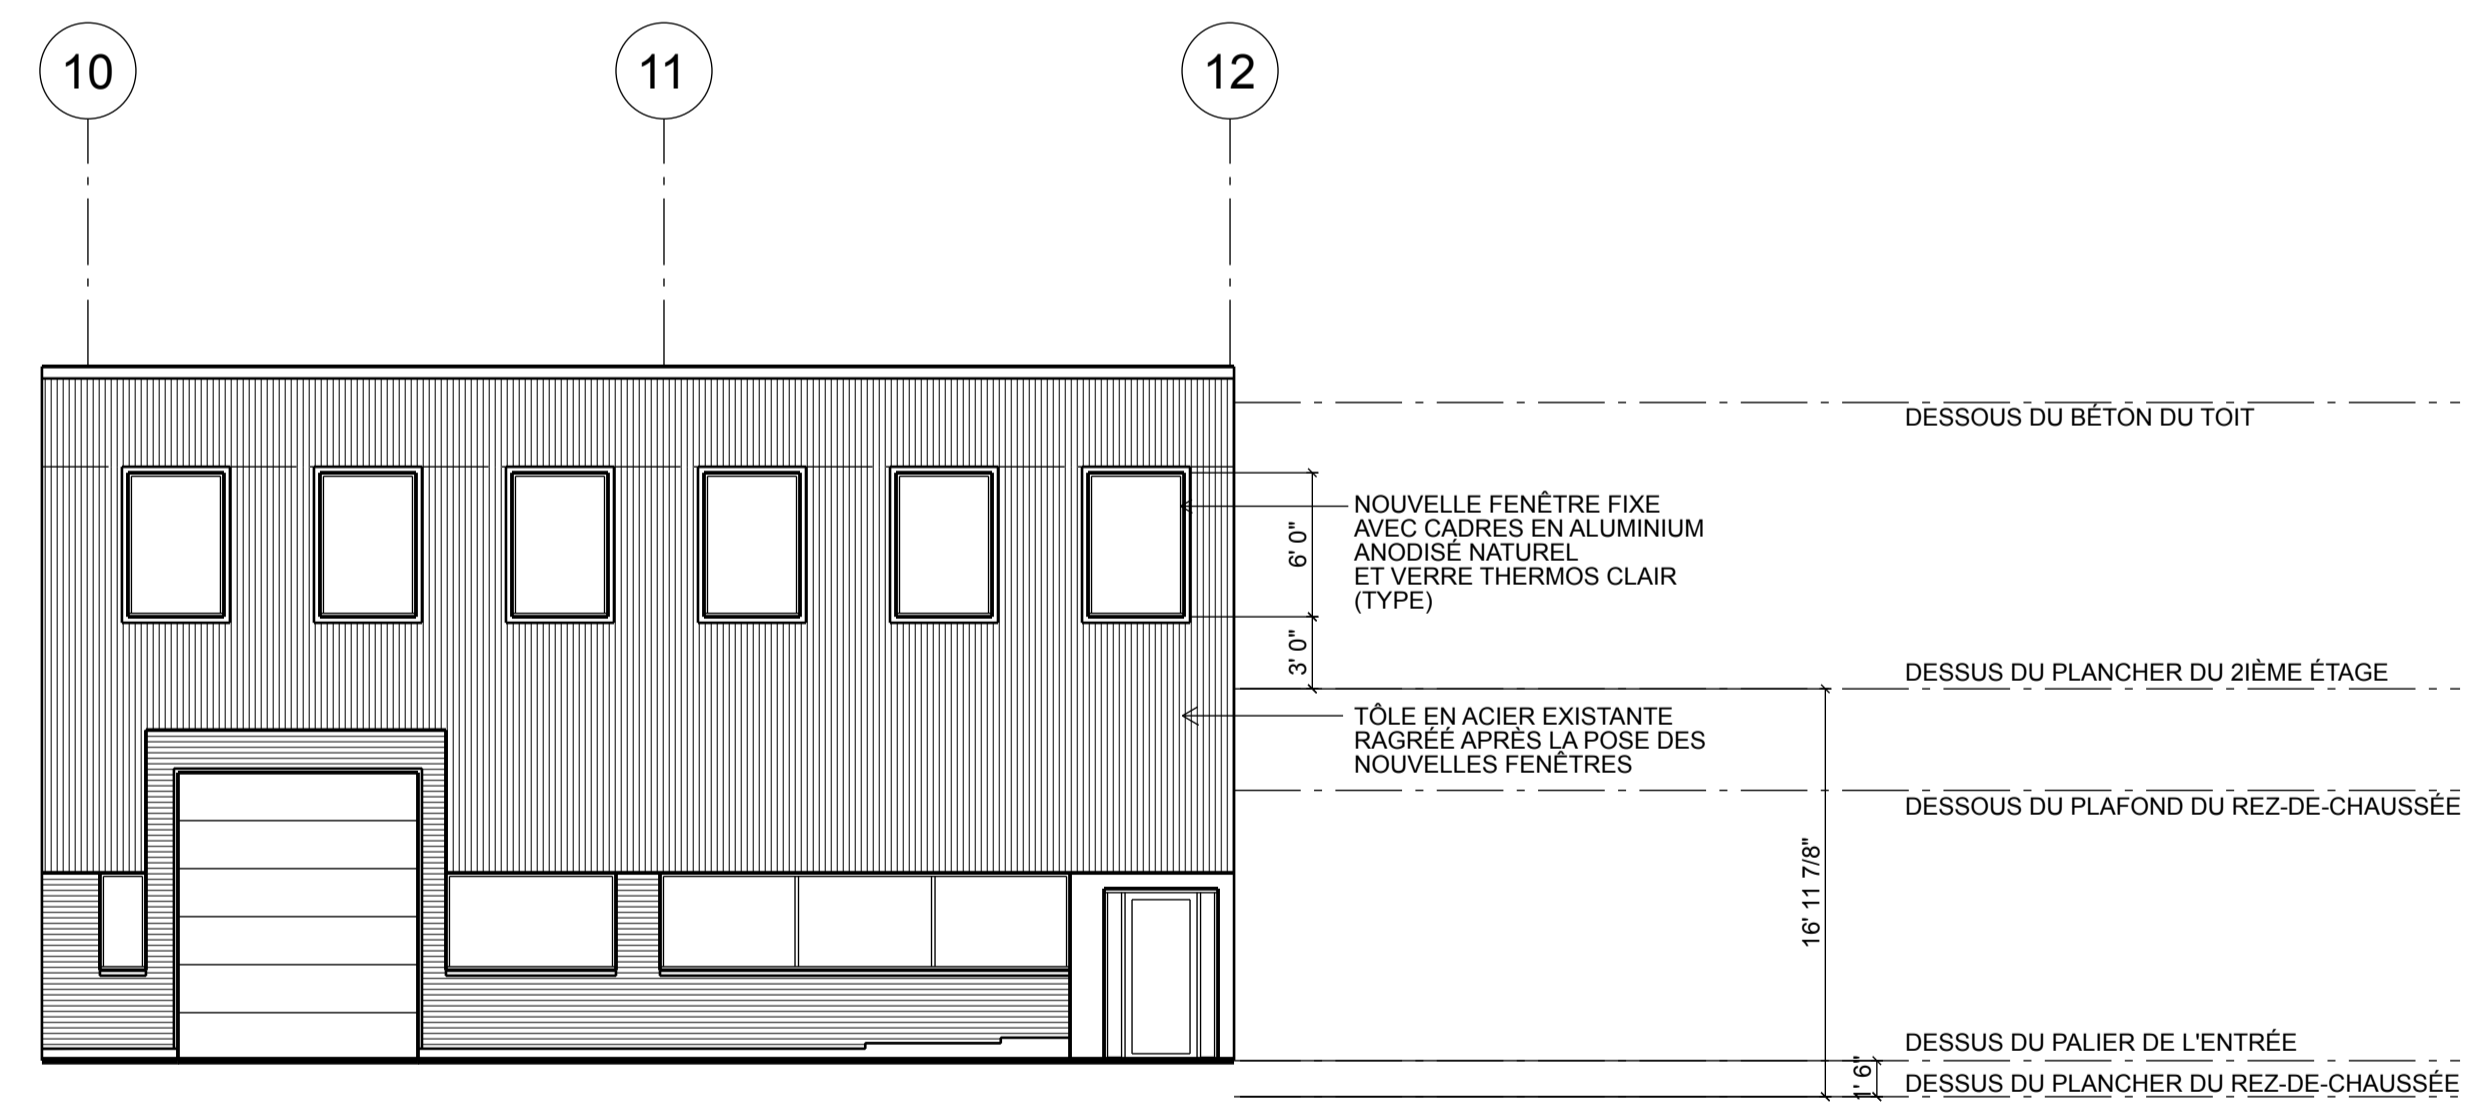 10
11
12
DESSOUS DU BÉTON DU TOIT
NOUVELLE FENÊTRE FIXE
AVEC CADRES EN ALUMINIUM
ANODISÉ NATUREL
ET VERRE THERMOS CLAIR
(TYPE)
6' 0"
3' 0"
DESSUS DU PLANCHER DU 2IÈME ÉTAGE
TÔLE EN ACIER EXISTANTE
RAGRÉÉ APRÈS LA POSE DES
NOUVELLES FENÊTRES
DESSOUS DU PLAFOND DU REZ-DE-CHAUSSÉE
16' 11 7/8"
DESSUS DU PALIER DE L'ENTRÉE
1' 6"
DESSUS DU PLANCHER DU REZ-DE-CHAUSSÉE